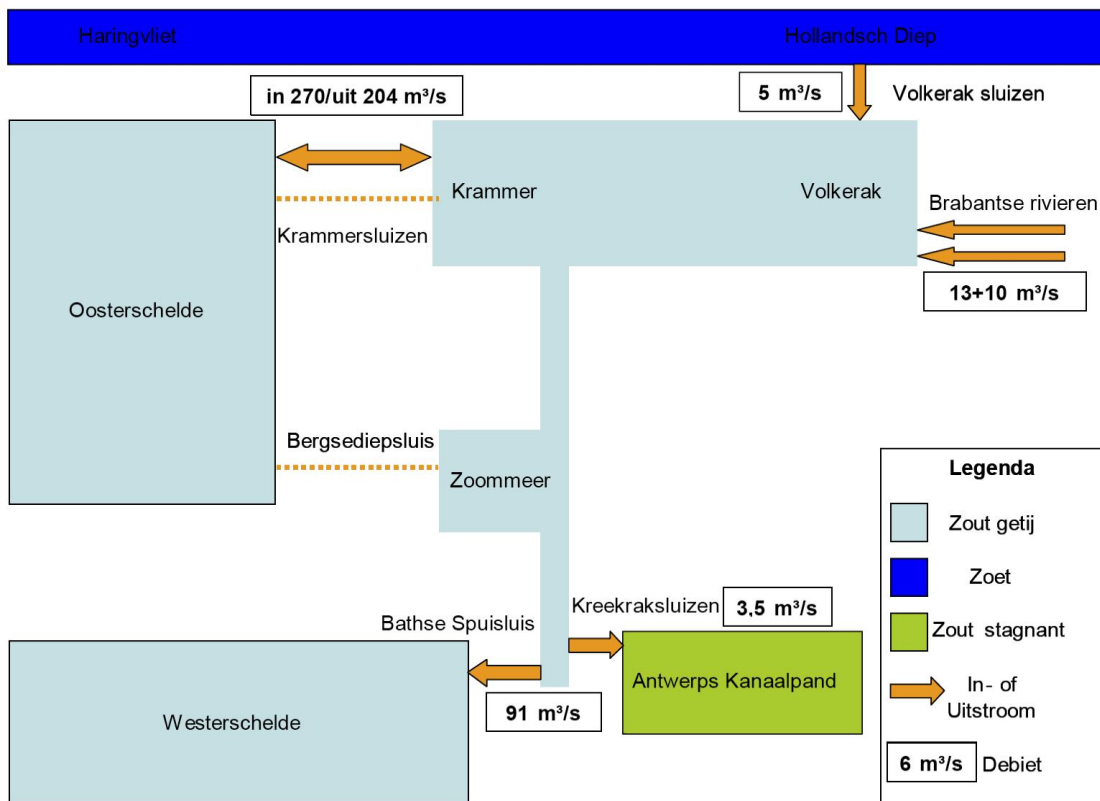 Haringvliet
Hollandsch Diep
in 270/uit 204 m³/s
5 m³/s
Volkerak sluizen
Krammer
Volkerak
Brabantse rivieren
Krammersluizen
13+10 m³/s
Oosterschelde
Bergsediepsluis
Zoommeer
Legenda
Zout getij
Zoet
Zout stagnant
In- of
Uitstroom
6 m³/s
Debiet
Kreekraksluizen
3,5 m³/s
Bathse Spuisluis
Antwerps Kanaalpand
91 m³/s
Westerschelde